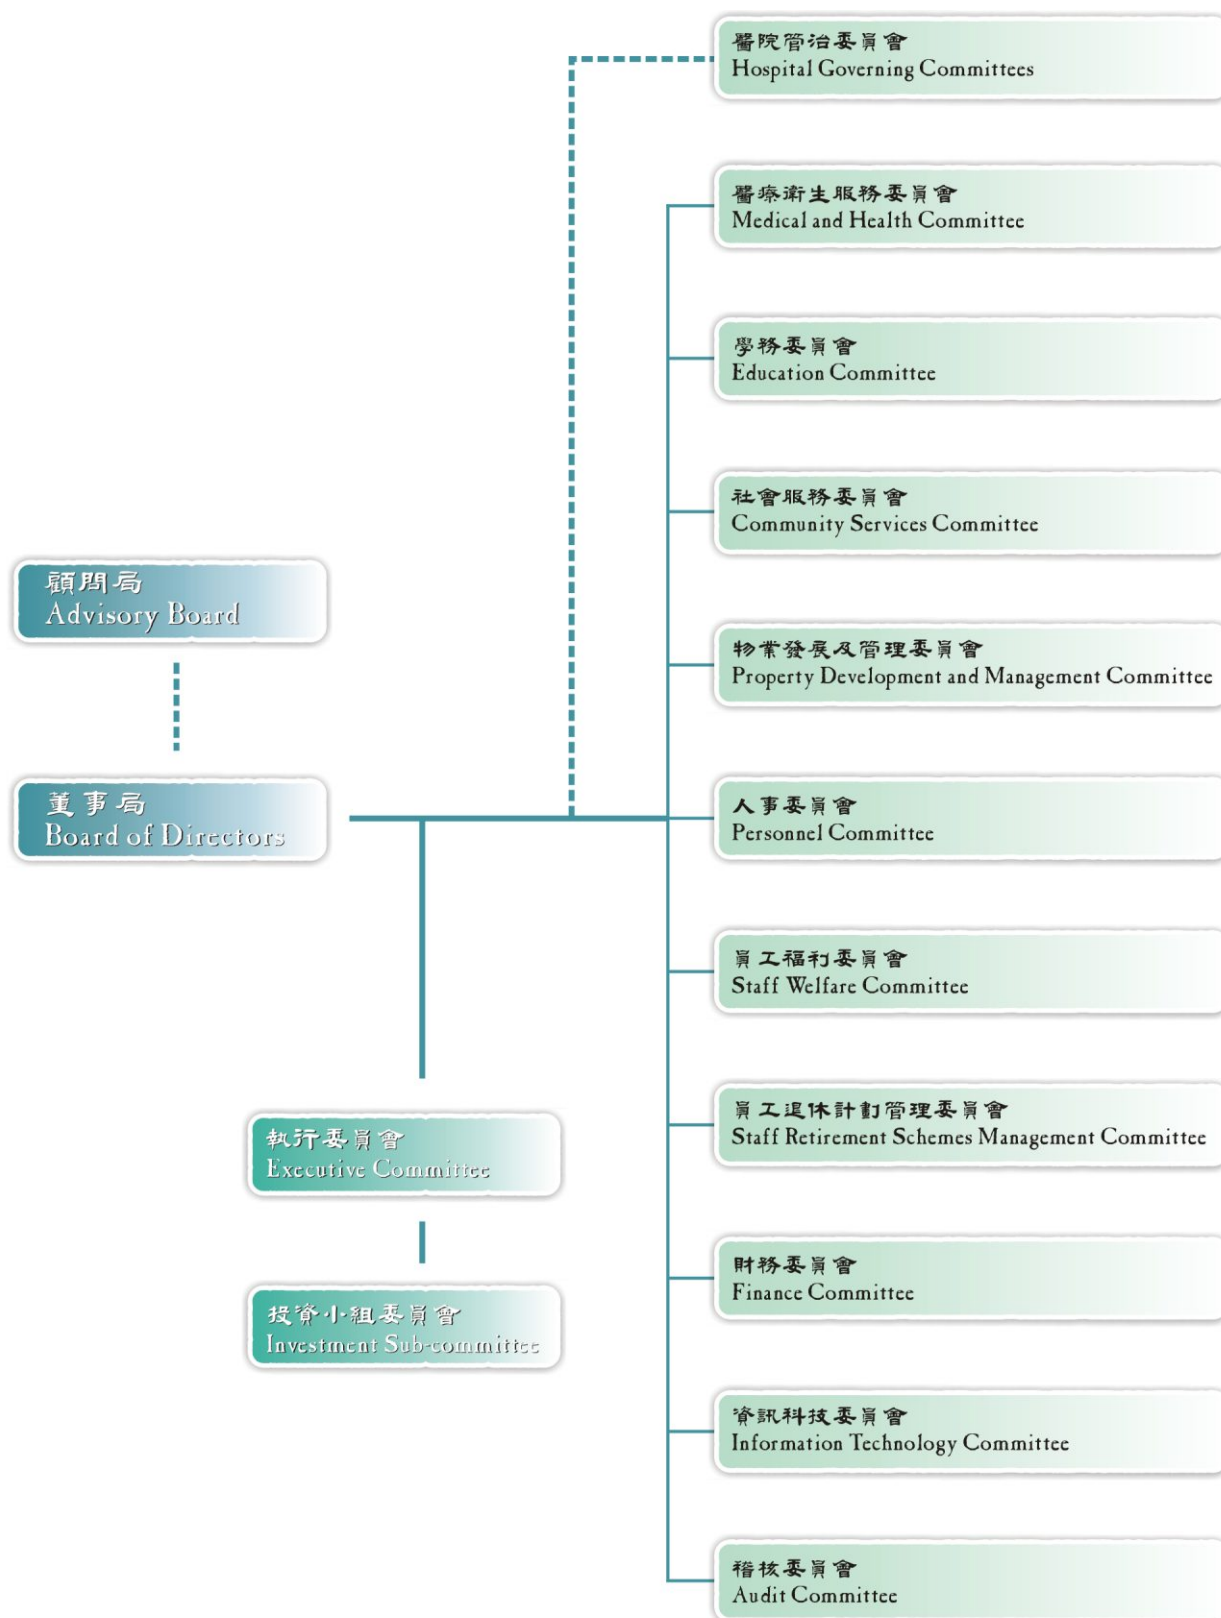 醫院管治委員會
Hospital Governing Committees
醫療衞生服務委員會
Medical and Health Committee
學務委員會
Education Committee
社會服務委員會
Community Services Committee
顧問局
Advisory Board
物業發展及管理委員會
Property Development and Management Committee
董事局
Board of Directors
人事委員會
Personnel Committee
員工福利委員會
Staff Welfare Committee
員工退休計劃管理委員會
Staff Retirement Schemes Management Committee
執行委員會
Executive Committee
財務委員會
Finance Committee
投資小組委員會
Investment Sub-committee
資訊科技委員會
Information Technology Committee
稽核委員會
Audit Committee